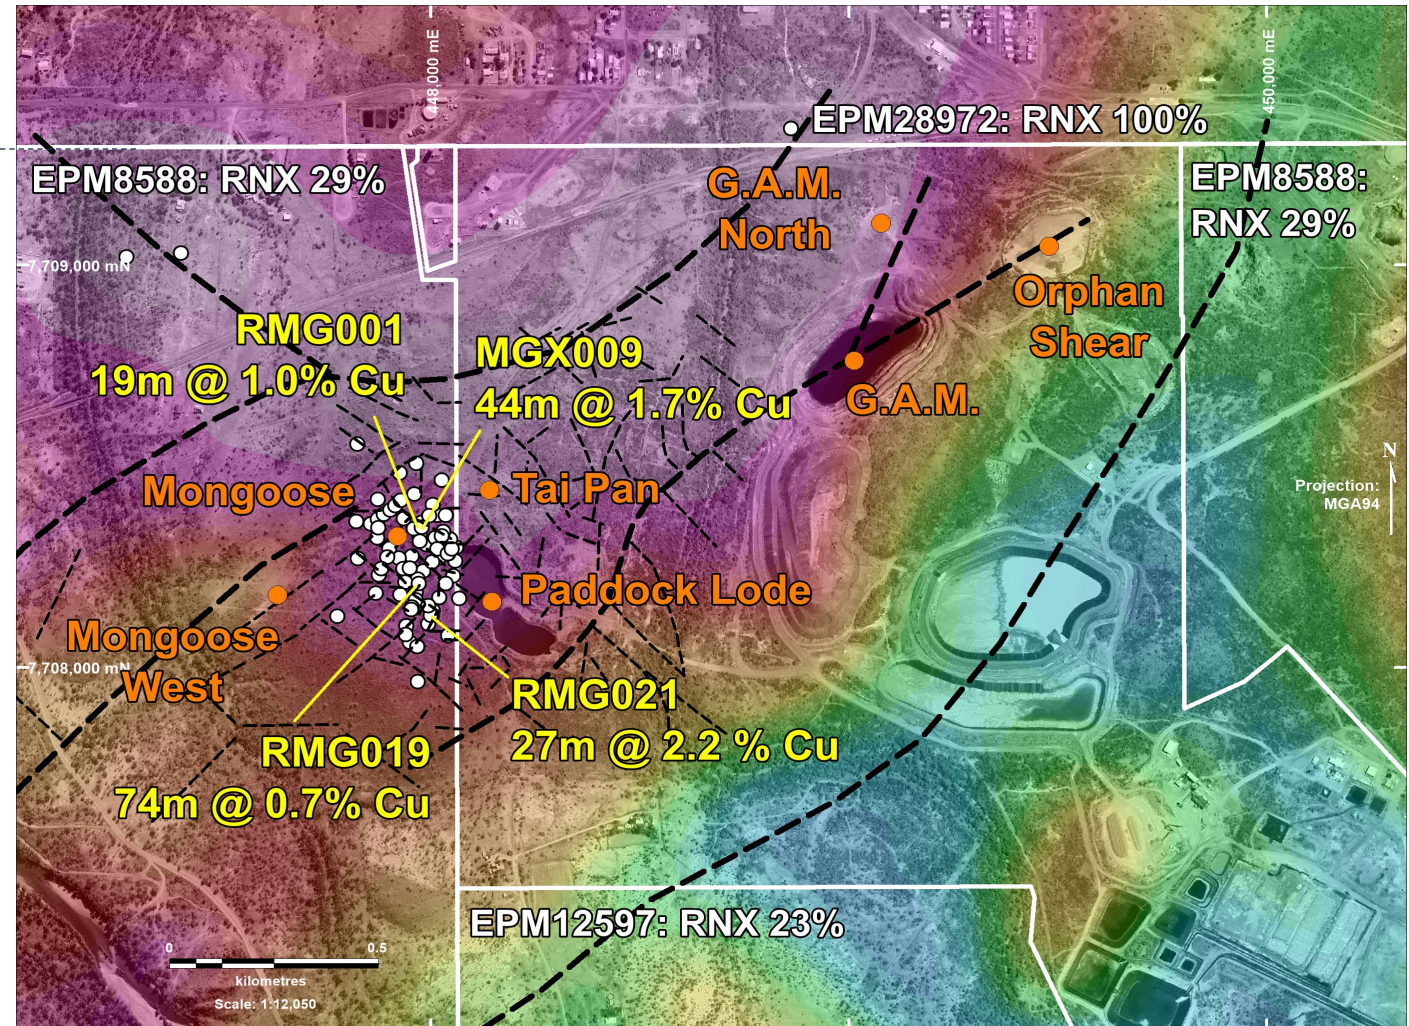 448,000 mE
450,000 mE
EPM28972: RNX 100%
EPM8588: RNX 29%
G.A.M.
North
EPM8588:
RNX 29%
7,709,000 mN
Orphan
Shear
RMG001
19m @ 1.0% Cu
MGX009
44m @ 1.7% Cu
G.A.M.
N
Projection:
MGA94
Mongoose
Tai Pan
Paddock Lode
Mongoose
West
7,708,000 mN
RMG021
27m @ 2.2 % Cu
RMG019
74m @ 0.7% Cu
EPM12597: RNX 23%
0 0.5
kilometres
Scale: 1:12,050